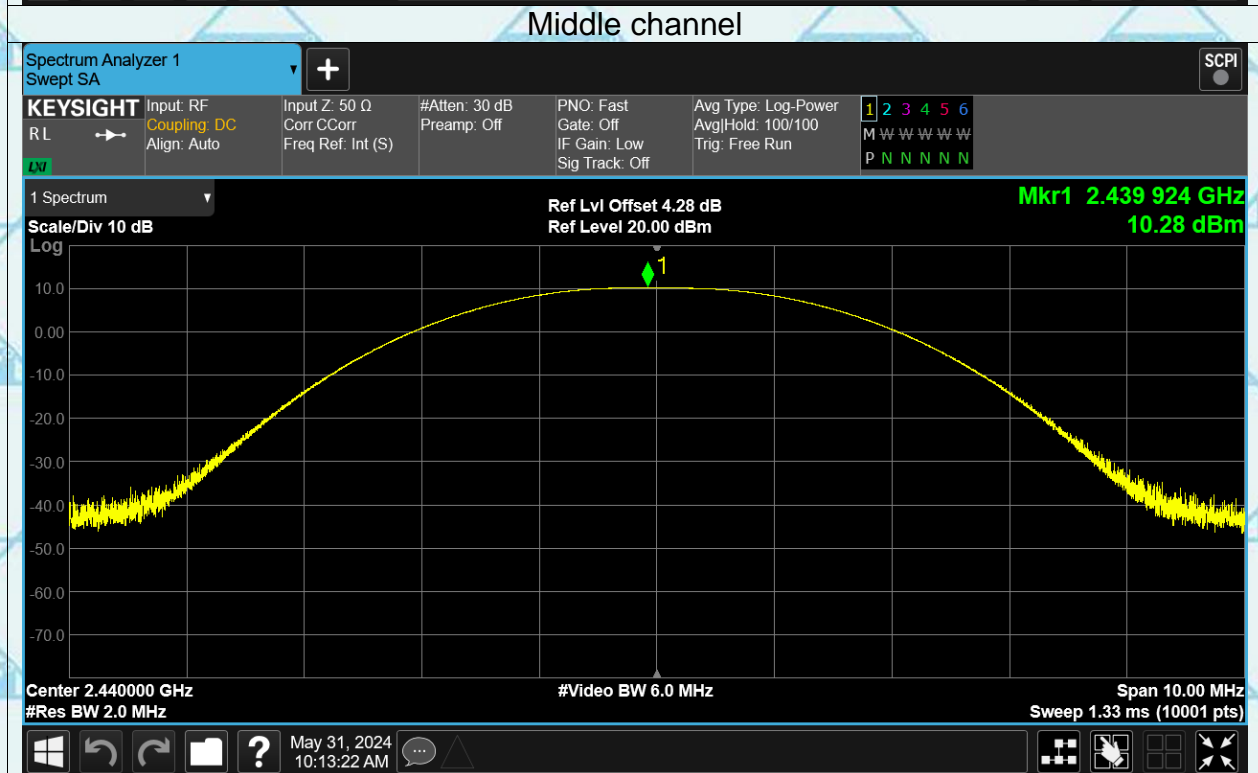 Middle channel
Spectrum Analyzer 1
Swept SA
SCPI
KEYSIGHT
R L
LXI
Input: RF
Coupling: DC
Align: Auto
Input Z: 50 Ω
Corr CCorr
Freq Ref: Int (S)
#Atten: 30 dB
Preamp: Off
PNO: Fast
Gate: Off
IF Gain: Low
Sig Track: Off
Avg Type: Log-Power
Avg|Hold: 100/100
Trig: Free Run
1 2 3 4 5 6
M W W W W W
P N N N N N
1 Spectrum
Scale/Div 10 dB
Ref Lvl Offset 4.28 dB
Ref Level 20.00 dBm
Mkr1 2.439 924 GHz
10.28 dBm
Log
1
10.0
0.00
-10.0
-20.0
-30.0
-40.0
-50.0
-60.0
-70.0
Center 2.440000 GHz
#Res BW 2.0 MHz
#Video BW 6.0 MHz
Span 10.00 MHz
Sweep 1.33 ms (10001 pts)
?
May 31, 2024
10:13:22 AM